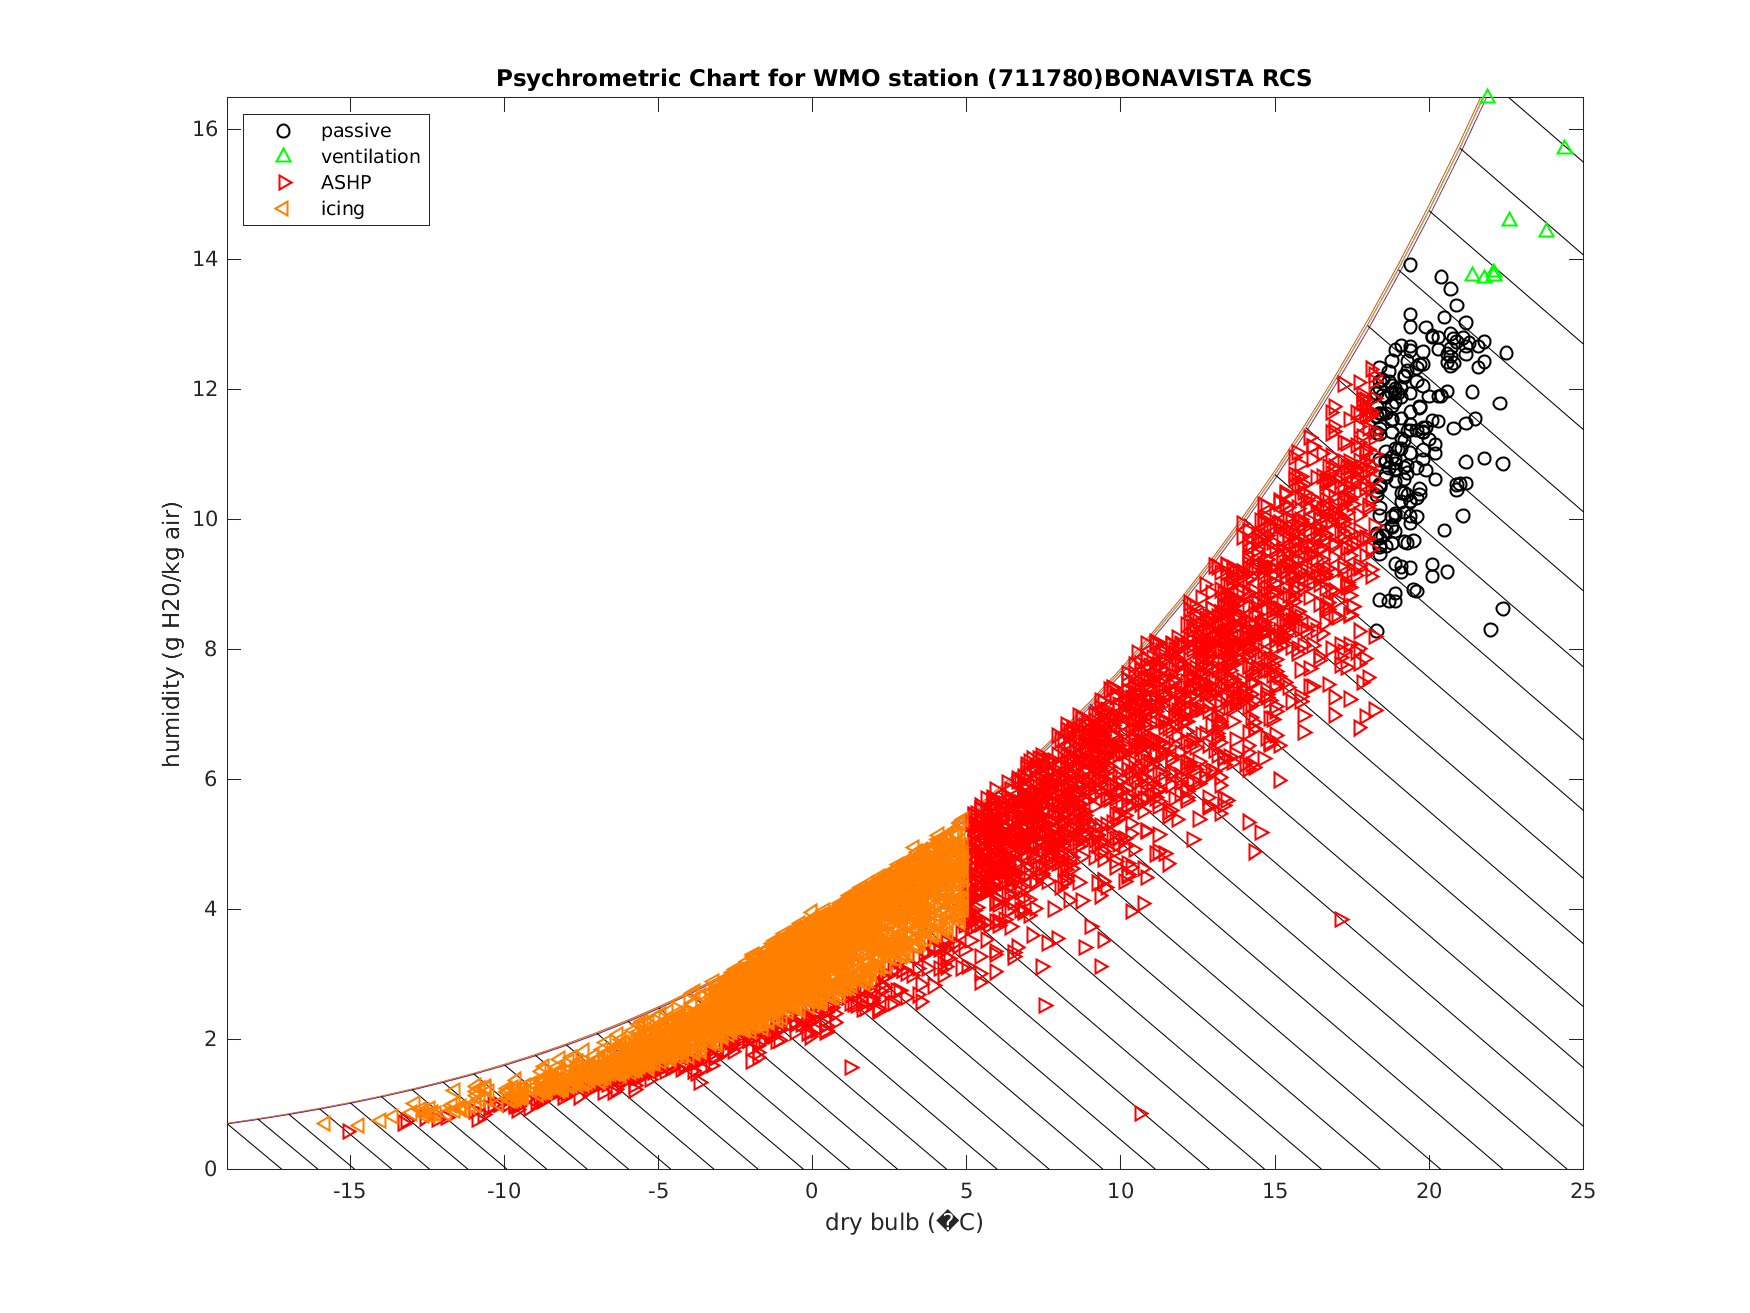 Psychrometric Chart for WMO station (711780)BONAVISTA RCS
passive
ventilation
ASHP
icing
16
14
12
10
8
6
4
2
0
humidity (g H20/kg air)
-15 -10 -5 0 5 10 15 20 25
dry bulb (�C)